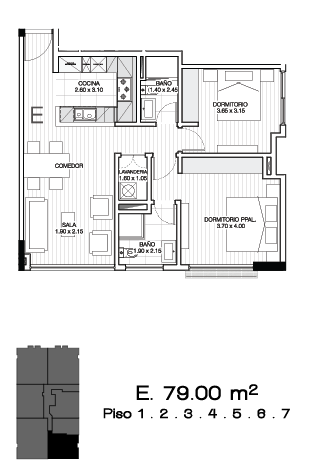 COCINA
2.60 x 3.10
BAÑO
(1.40 x 2.45
DORMITORIO
3.65 x 3.15
E
COMEDOR
LAVANDERIA
1.60 x 1.05
SALA
1.90 x 2.15
DORMITORIO PPAL.
3.70 x 4.00
BAÑO
1.90 x 2.15
E. 79.00 m²
Piso 1 . 2 . 3 . 4 . 5 . 6 . 7